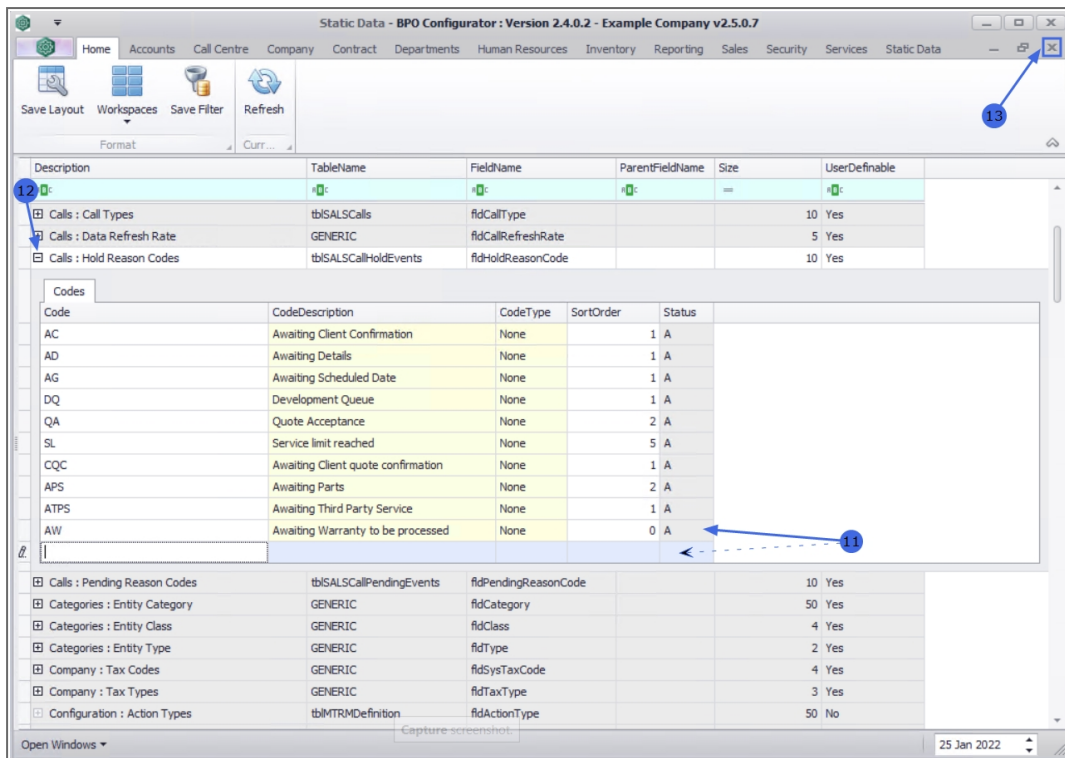 Static Data - BPO Configurator : Version 2.4.0.2 - Example Company v2.5.0.7
Home Accounts Call Centre Company Contract Departments Human Resources Inventory Reporting Sales Security Services Static Data
Save Layout Workspaces Save Filter Refresh
13
Format Curr...
Description TableName FieldName ParentFieldName Size UserDefinable
12
Calls : Call Types tblSALSCalls fldCallType 10 Yes
Calls : Data Refresh Rate GENERIC fldCallRefreshRate 5 Yes
Calls : Hold Reason Codes tblSALSCallHoldEvents fldHoldReasonCode 10 Yes
Codes
Code CodeDescription CodeType SortOrder Status
AC Awaiting Client Confirmation None 1 A
AD Awaiting Details None 1 A
AG Awaiting Scheduled Date None 1 A
DQ Development Queue None 1 A
QA Quote Acceptance None 2 A
SL Service limit reached None 5 A
CQC Awaiting Client quote confirmation None 1 A
APS Awaiting Parts None 2 A
ATPS Awaiting Third Party Service None 1 A
AW Awaiting Warranty to be processed None 0 A
11
Calls : Pending Reason Codes tblSALSCallPendingEvents fldPendingReasonCode 10 Yes
Categories : Entity Category GENERIC fldCategory 50 Yes
Categories : Entity Class GENERIC fldClass 4 Yes
Categories : Entity Type GENERIC fldType 2 Yes
Company : Tax Codes GENERIC fldSysTaxCode 4 Yes
Company : Tax Types GENERIC fldTaxType 3 Yes
Configuration : Action Types tblMTRMDefinition fldActionType 50 No
Capture screenshot.
Open Windows 25 Jan 2022